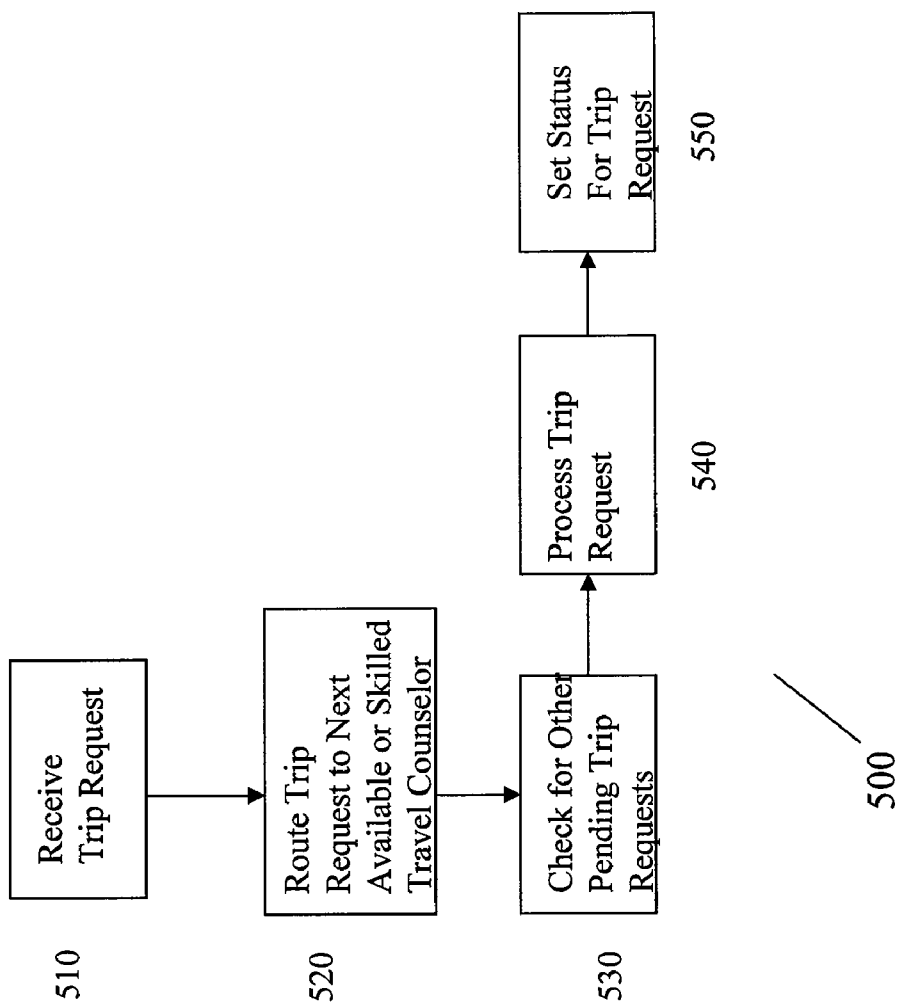 510
Receive
Trip Request
520
Route Trip
Request to Next
Available or Skilled
Travel Counselor
530
Check for Other
Pending Trip
Requests
Process Trip
Request
540
Set Status
For Trip
Request
550
500